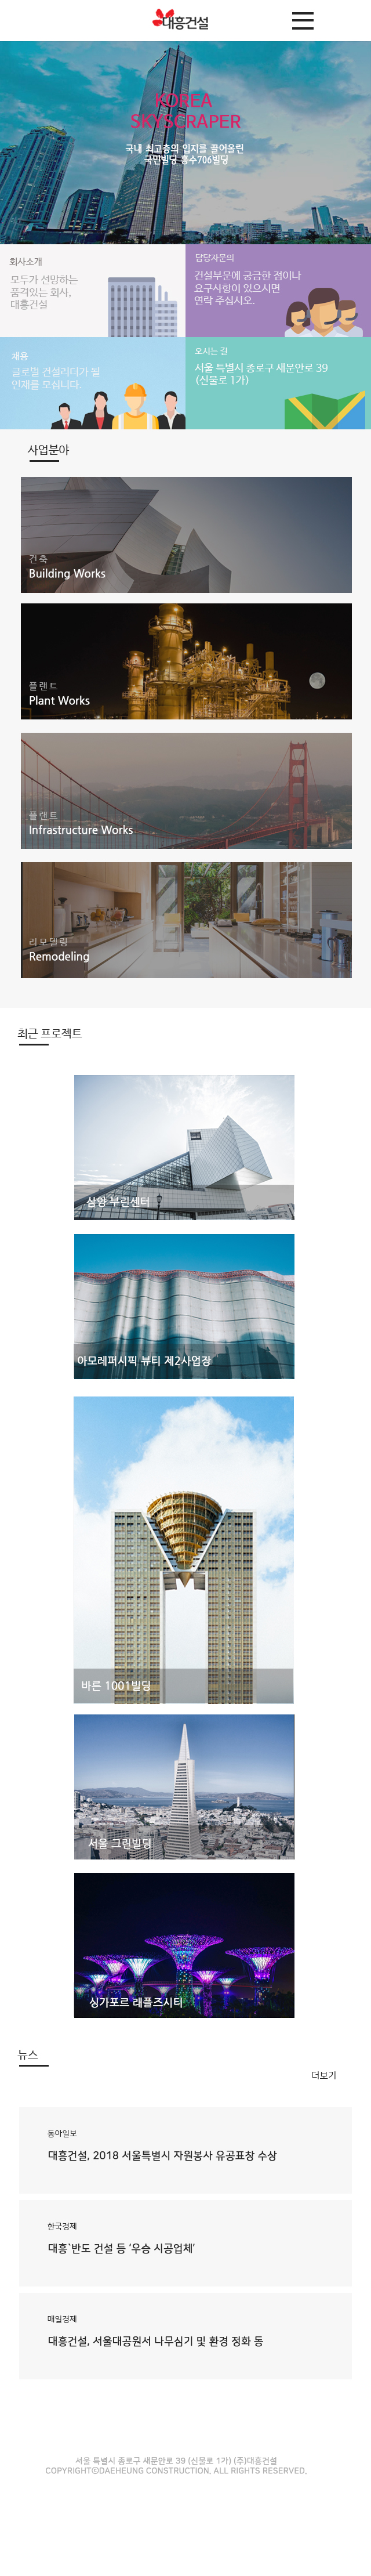 대흥건설
KOREA
SKYSCRAPER
국내 최고층의 입지를 끌어올린
국민빌딩 홍수706빌딩
회사소개
모두가 선망하는
품격있는 회사,
대흥건설
담당자문의
건설부문에 궁금한 점이나
요구사항이 있으시면
연락 주십시오.
채용
글로벌 건설리더가 될
인재를 모십니다.
오시는 길
서울 특별시 종로구 새문안로 39
(신물로 1가)
사업분야
건축
Building Works
플랜트
Plant Works
플랜트
Infrastructure Works
리모델링
Remodeling
최근 프로젝트
삼양 푸린센터
아모레퍼시픽 뷰티 제2사업장
바른 1001빌딩
서울 그린빌딩
싱가포르 래플즈시티
뉴스
더보기
동아일보
대흥건설, 2018 서울특별시 자원봉사 유공표창 수상
한국경제
대흥`반도 건설 등 '우승 시공업체'
매일경제
대흥건설, 서울대공원서 나무심기 및 환경 정화 동
서울 특별시 종로구 새문안로 39 (신물로 1가) (주)대흥건설
COPYRIGHTⓒDAEHEUNG CONSTRUCTION, ALL RIGHTS RESERVED.